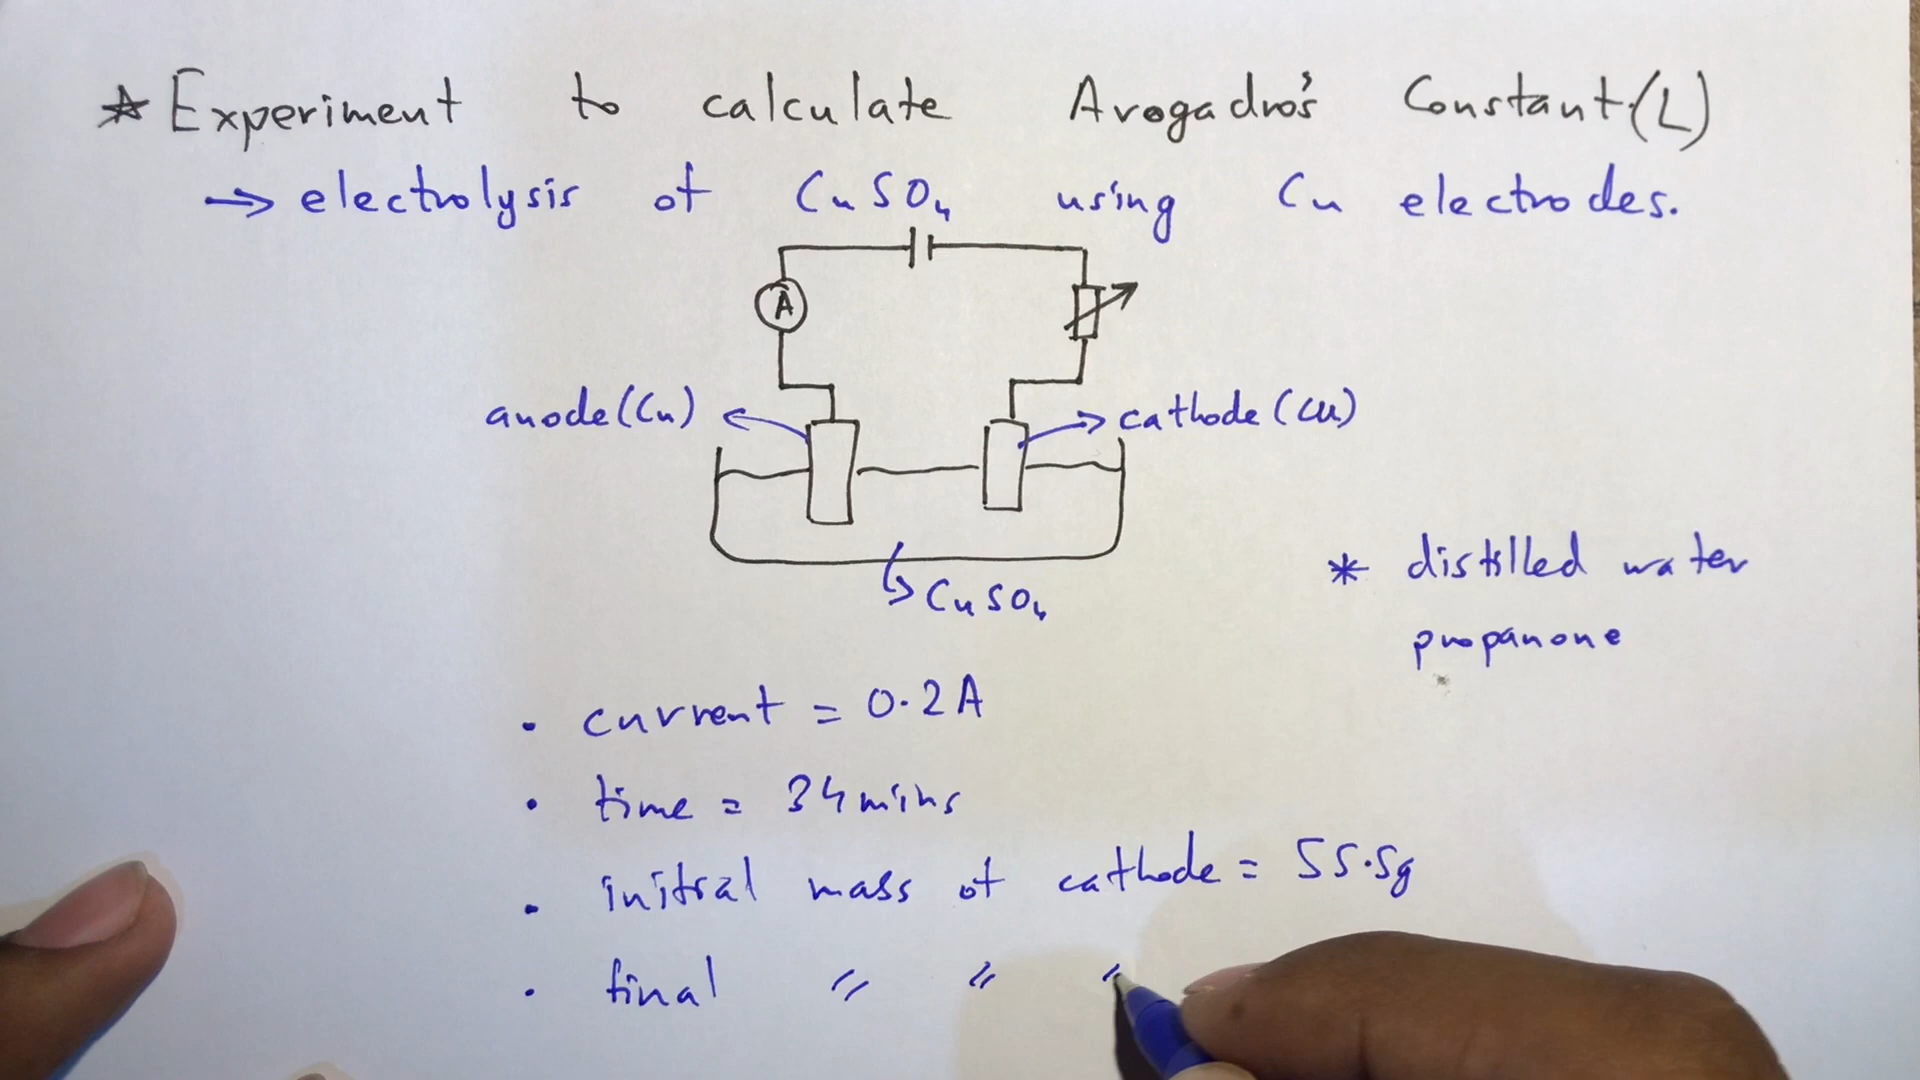 * Experiment to calculate Avogadro's Constant (L)
→ electrolysis of CuSO4 using Cu electrodes.
A
anode (Cu)
cathode (Cu)
CuSO4
* distilled water
propanone
• current = 0.2A
• time = 34 mins
• initial mass of cathode = 55.5g
• final " " "